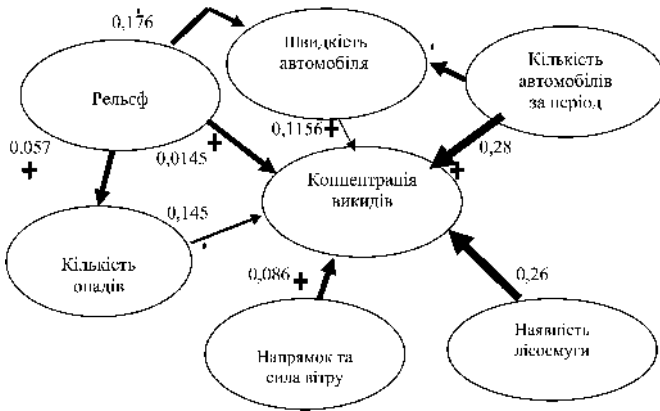 0,176
Швидкість
автомобіля
Кількість
автомобілів
за період
Рельєф
0,1156
+
0,057
+
0,0145
+
0,28
+
Концентрація
викидів
0,145
Кількість
опадів
0,086
+
0,26
Напрямок та
сила вітру
Наявність
лісосмуги